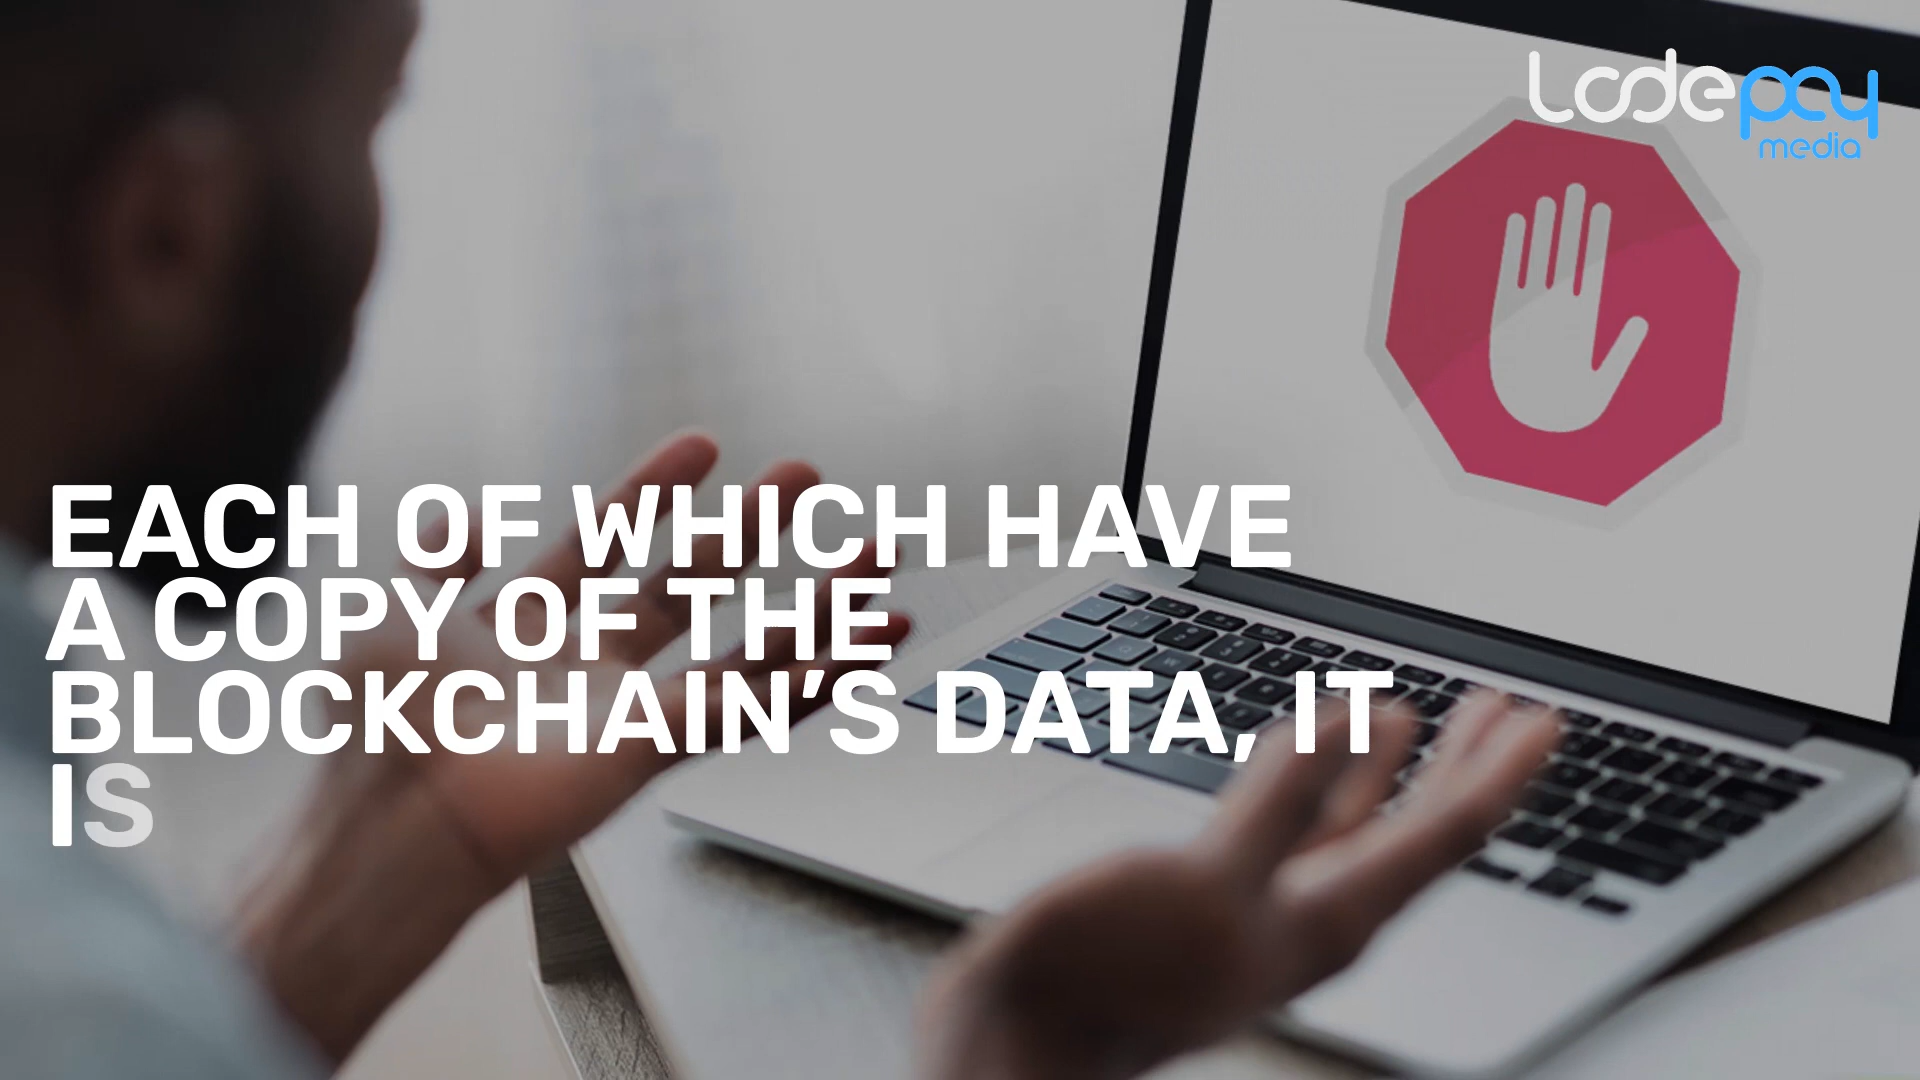 Lodepay
media
EACH OF WHICH HAVE
A COPY OF THE
BLOCKCHAIN’S DATA, IT
IS